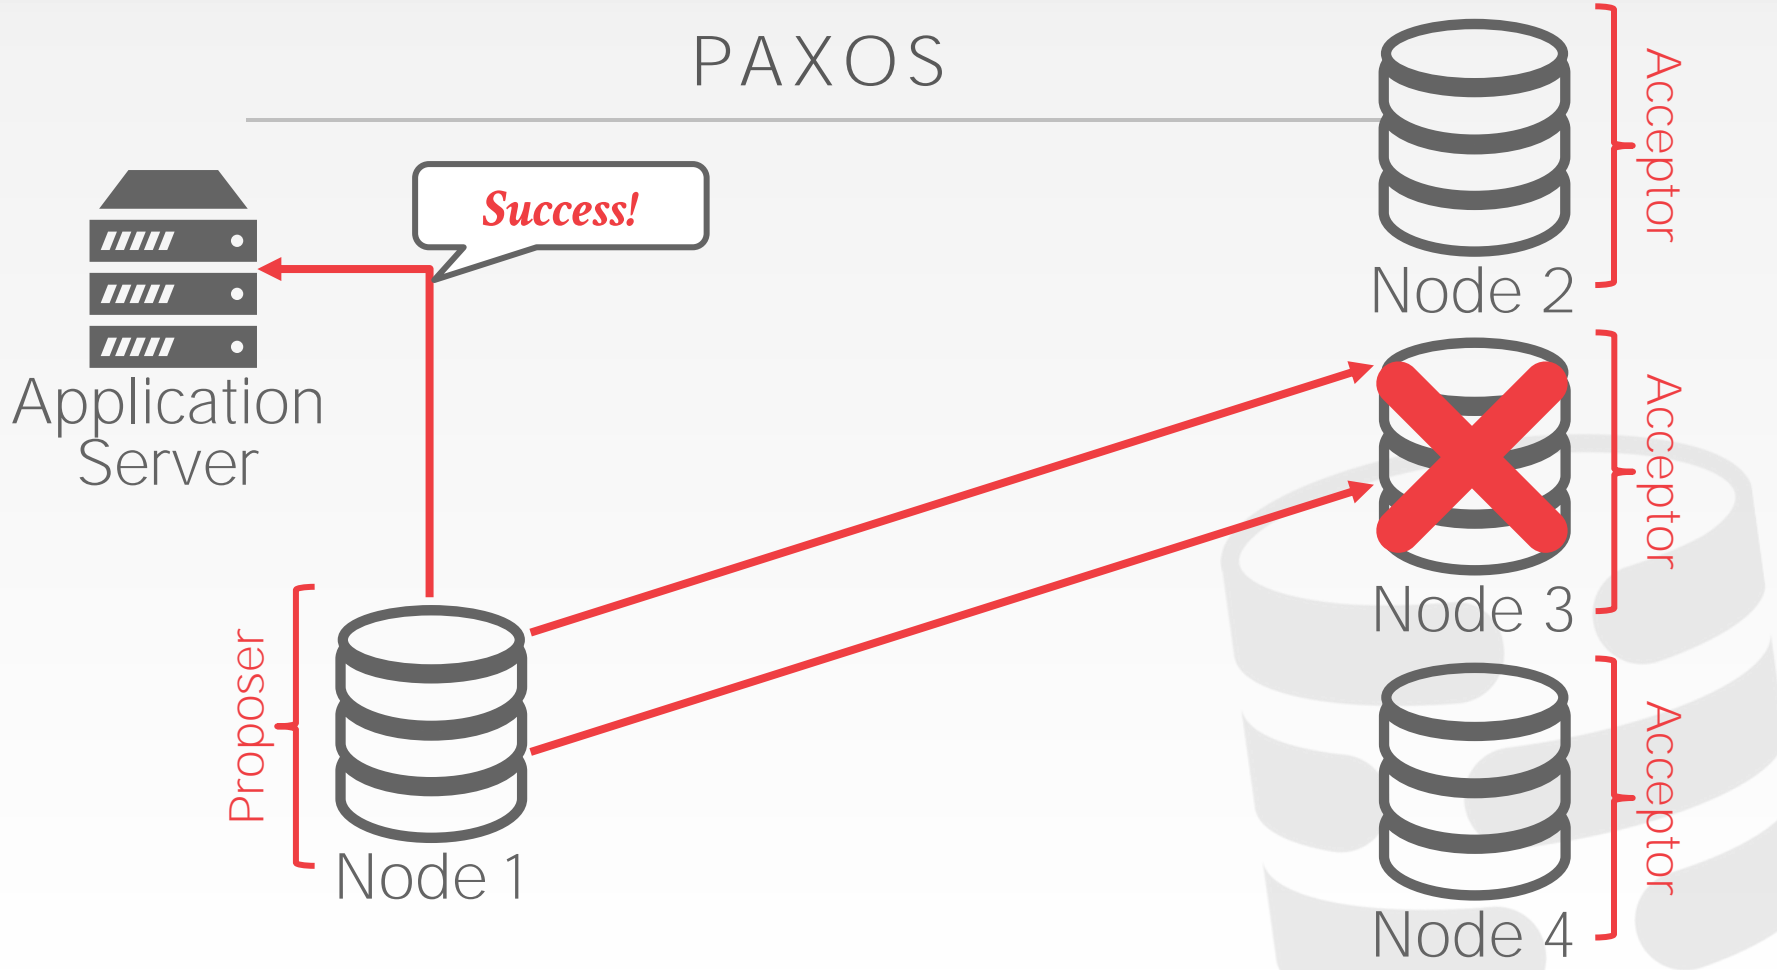 PAXOS
Success!
Application
Server
Proposer
Node 1
Node 2
Acceptor
Node 3
Acceptor
Node 4
Acceptor